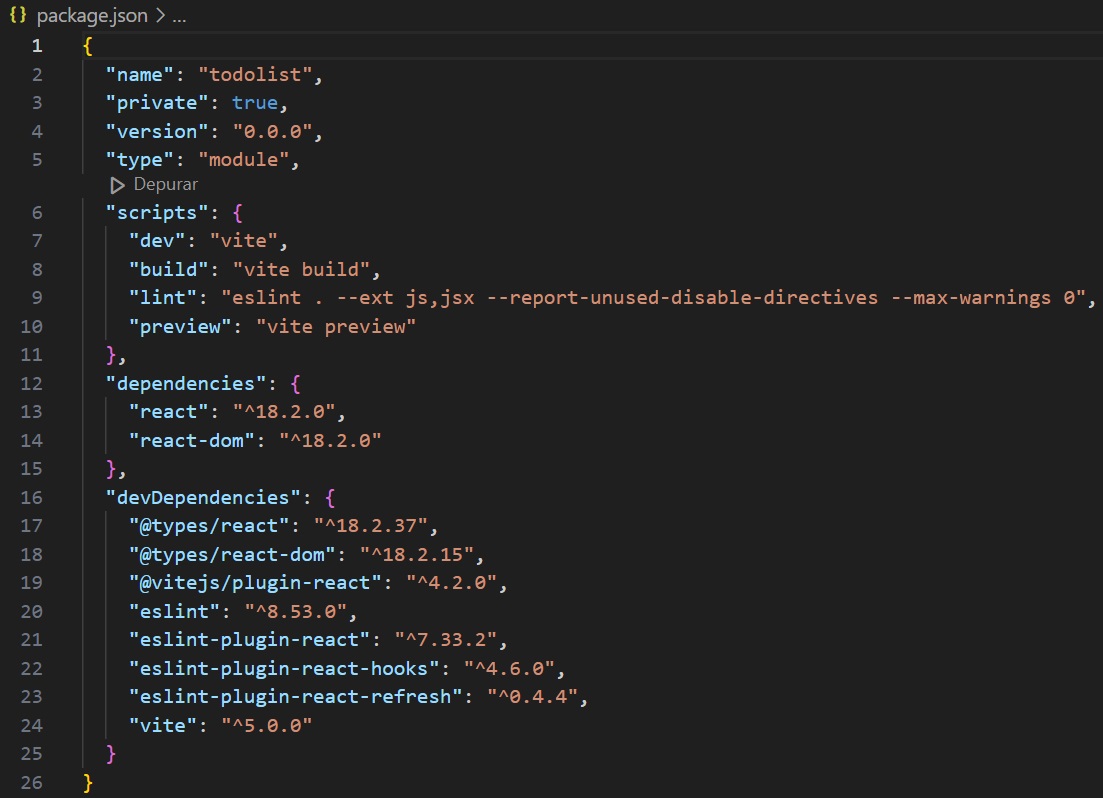 {} package.json > ...
1 {
2 "name": "todolist",
3 "private": true,
4 "version": "0.0.0",
5 "type": "module",
Depurar
6 "scripts": {
7 "dev": "vite",
8 "build": "vite build",
9 "lint": "eslint . --ext js,jsx --report-unused-disable-directives --max-warnings 0",
10 "preview": "vite preview"
11 },
12 "dependencies": {
13 "react": "^18.2.0",
14 "react-dom": "^18.2.0"
15 },
16 "devDependencies": {
17 "@types/react": "^18.2.37",
18 "@types/react-dom": "^18.2.15",
19 "@vitejs/plugin-react": "^4.2.0",
20 "eslint": "^8.53.0",
21 "eslint-plugin-react": "^7.33.2",
22 "eslint-plugin-react-hooks": "^4.6.0",
23 "eslint-plugin-react-refresh": "^0.4.4",
24 "vite": "^5.0.0"
25 }
26 }